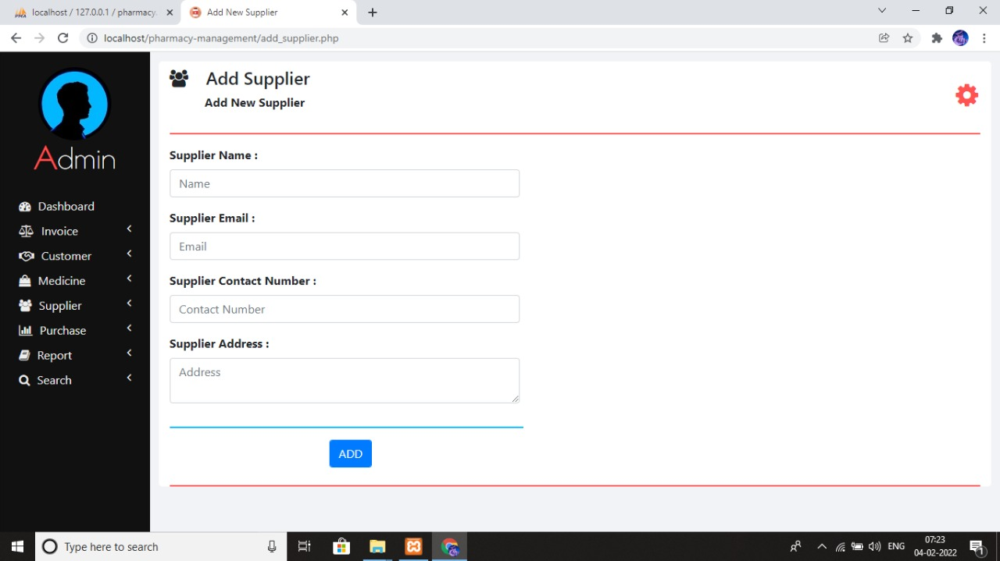 localhost / 127.0.0.1 / pharmacy.
Add New Supplier
localhost/pharmacy-management/add_supplier.php
Admin
Dashboard
Invoice
Customer
Medicine
Supplier
Purchase
Report
Search
Add Supplier
Add New Supplier
Supplier Name :
Name
Supplier Email :
Email
Supplier Contact Number :
Contact Number
Supplier Address :
Address
ADD
Type here to search
ENG
07:23
04-02-2022
1